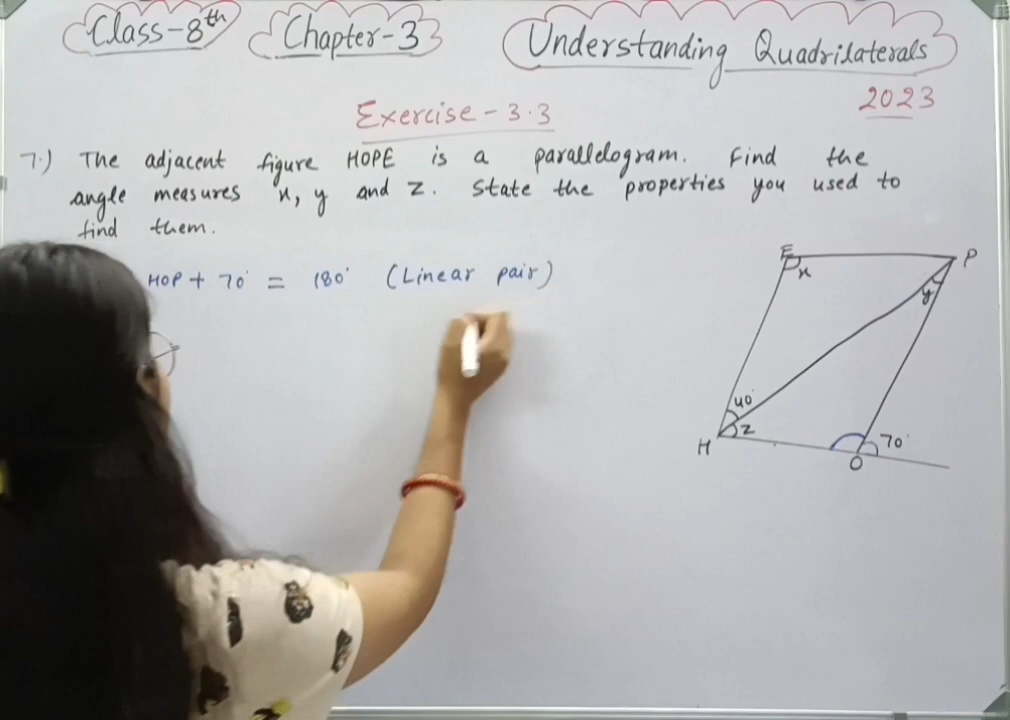 Class-8th Chapter-3 Understanding Quadrilaterals
2023
Exercise - 3.3
7.) The adjacent figure HOPE is a parallelogram. Find the
angle measures x, y and z. State the properties you used to
find them.
HOP + 70° = 180° (Linear pair)
E P
x
y
40°
z
H
70°
O